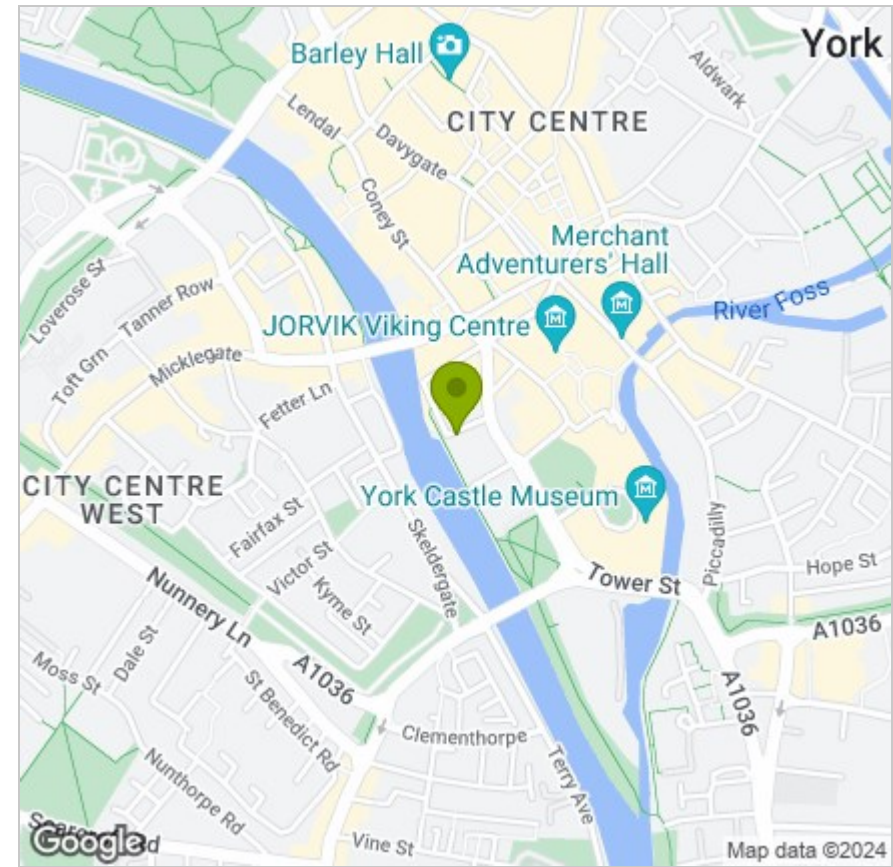 York
Barley Hall
Aldwark
CITY CENTRE
Lendal
Davygate
Coney St
Merchant
Adventurers' Hall
Loverose St
Tanner Row
River Foss
JORVIK Viking Centre
Toft Grn
Micklegate
Fetter Ln
CITY CENTRE
WEST
York Castle Museum
Fairfax St
Skeldergate
Piccadilly
Victor St
Hope St
Tower St
Nunnery Ln
Kyme St
A1036
Dale St
Moss St
A1036
A1036
St Benedict Rd
Clementhorpe
Nunthorpe Rd
Terry Ave
Google
Rd
Vine St
Map data ©2024